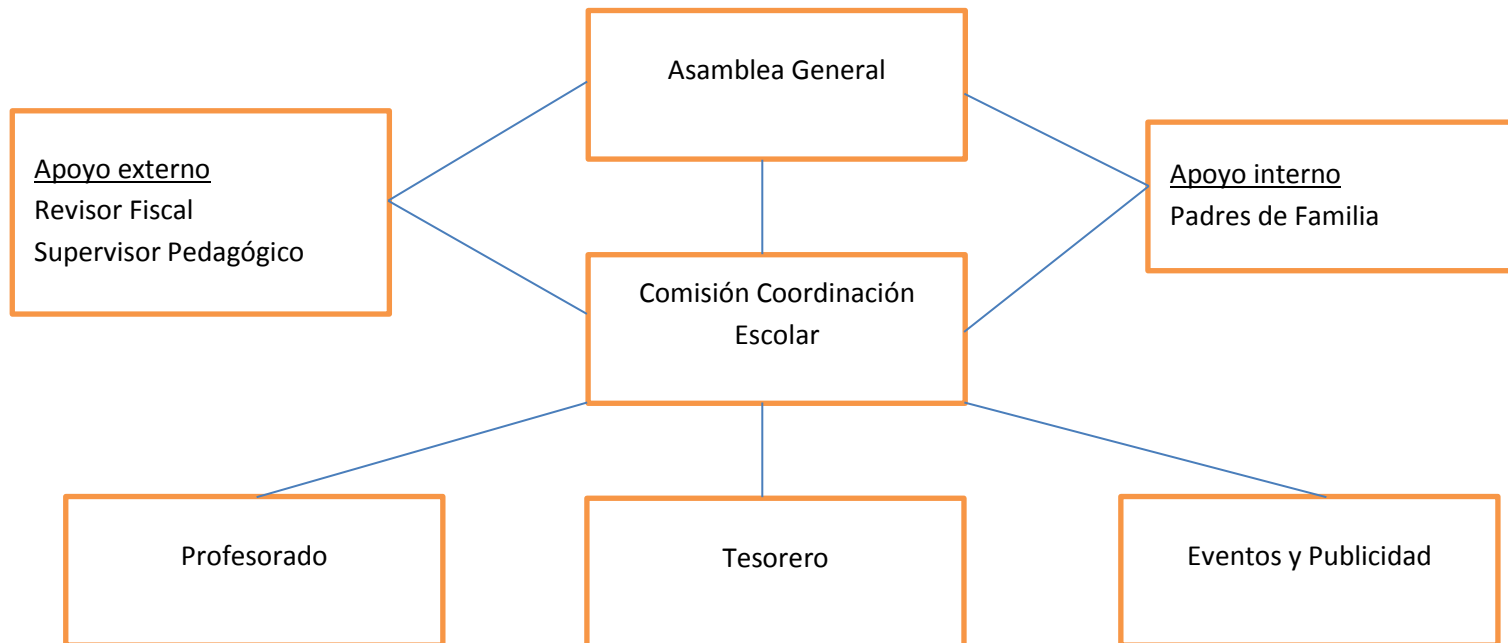 Asamblea General
Apoyo externo
Revisor Fiscal
Supervisor Pedagógico
Apoyo interno
Padres de Familia
Comisión Coordinación
Escolar
Profesorado
Tesorero
Eventos y Publicidad